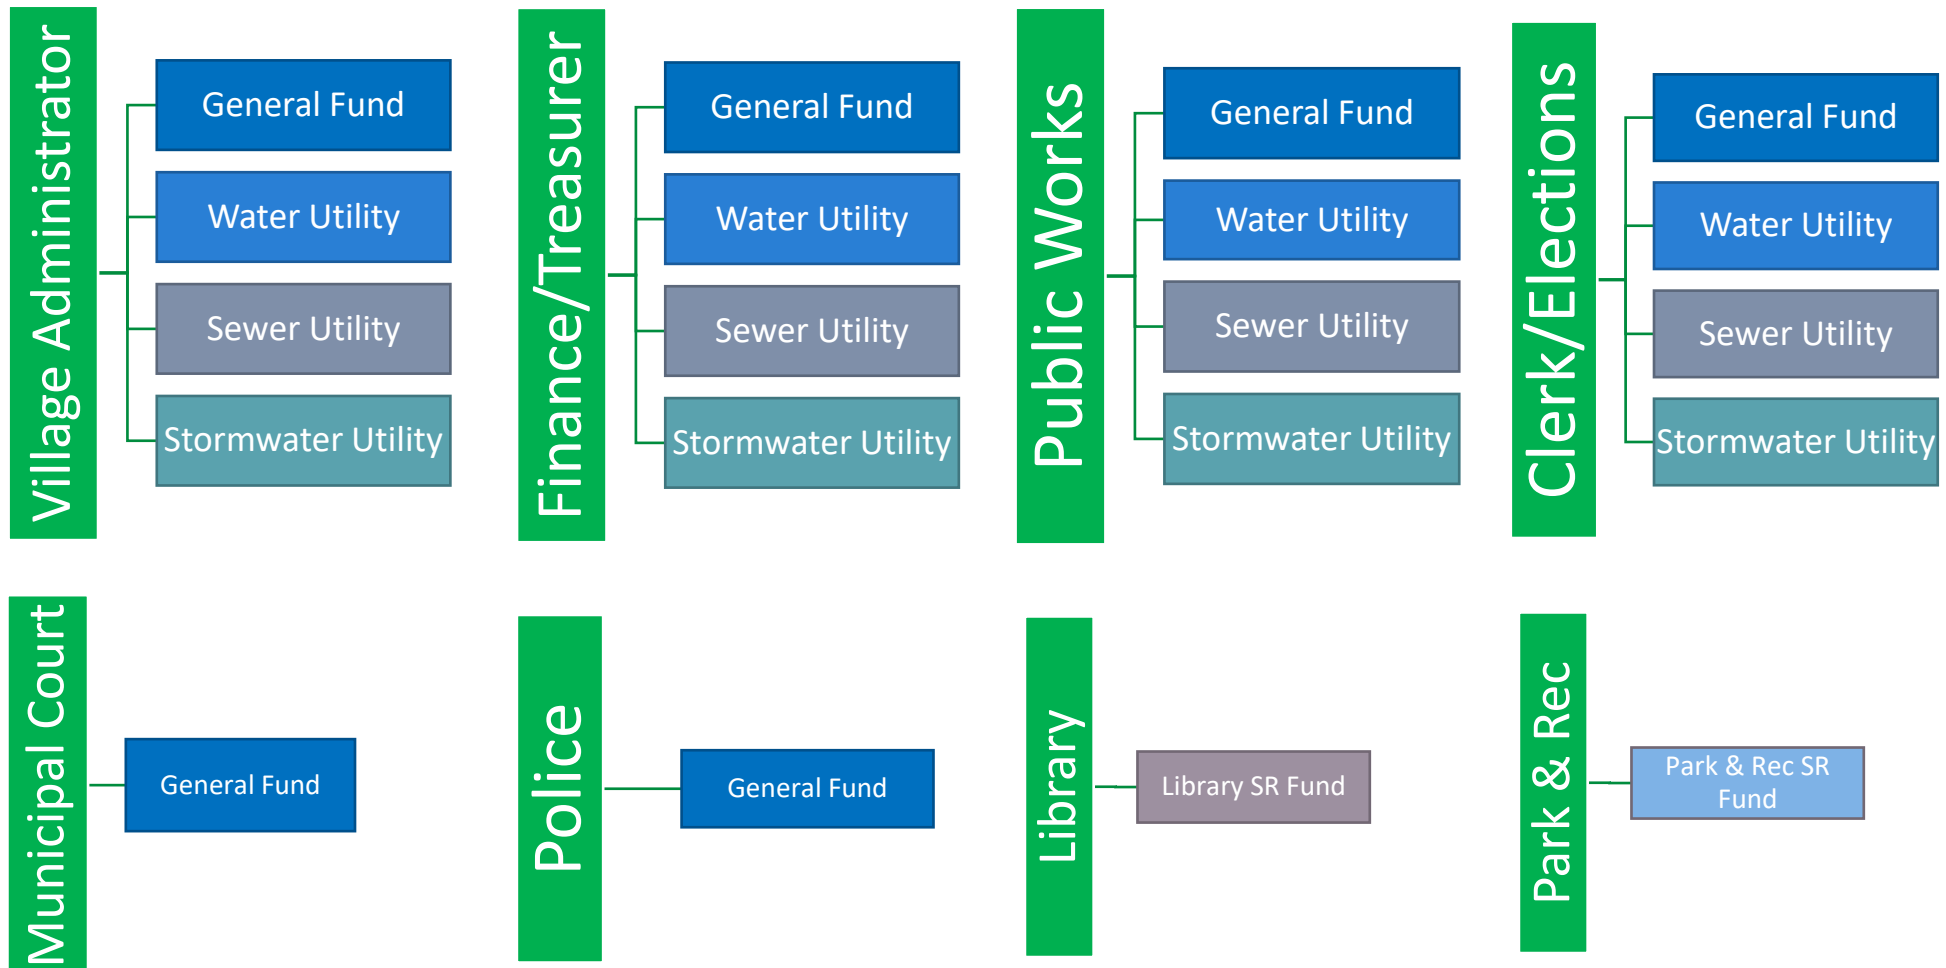 Village Administrator
General Fund
Water Utility
Sewer Utility
Stormwater Utility
Finance/Treasurer
General Fund
Water Utility
Sewer Utility
Stormwater Utility
Public Works
General Fund
Water Utility
Sewer Utility
Stormwater Utility
Clerk/Elections
General Fund
Water Utility
Sewer Utility
Stormwater Utility
Municipal Court
General Fund
Police
General Fund
Library
Library SR Fund
Park & Rec
Park & Rec SR
Fund